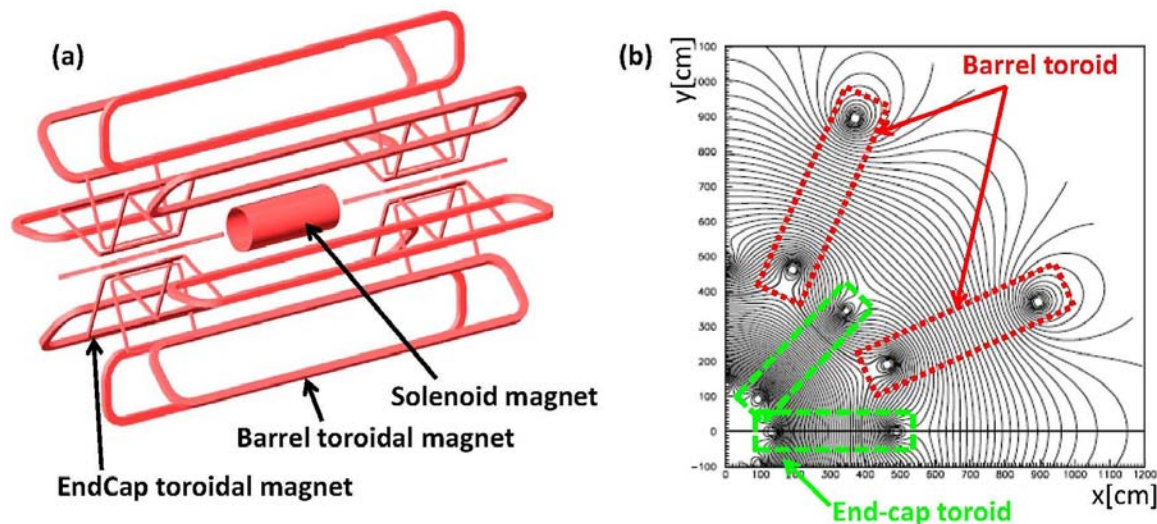 (a)
Solenoid magnet
Barrel toroidal magnet
EndCap toroidal magnet
(b)
y[cm]
Barrel toroid
1100
1000
900
800
700
600
500
400
300
200
100
0
-100
0 100 200 300 400 500 600 700 800 900 1000 1100 1200
x[cm]
End-cap toroid